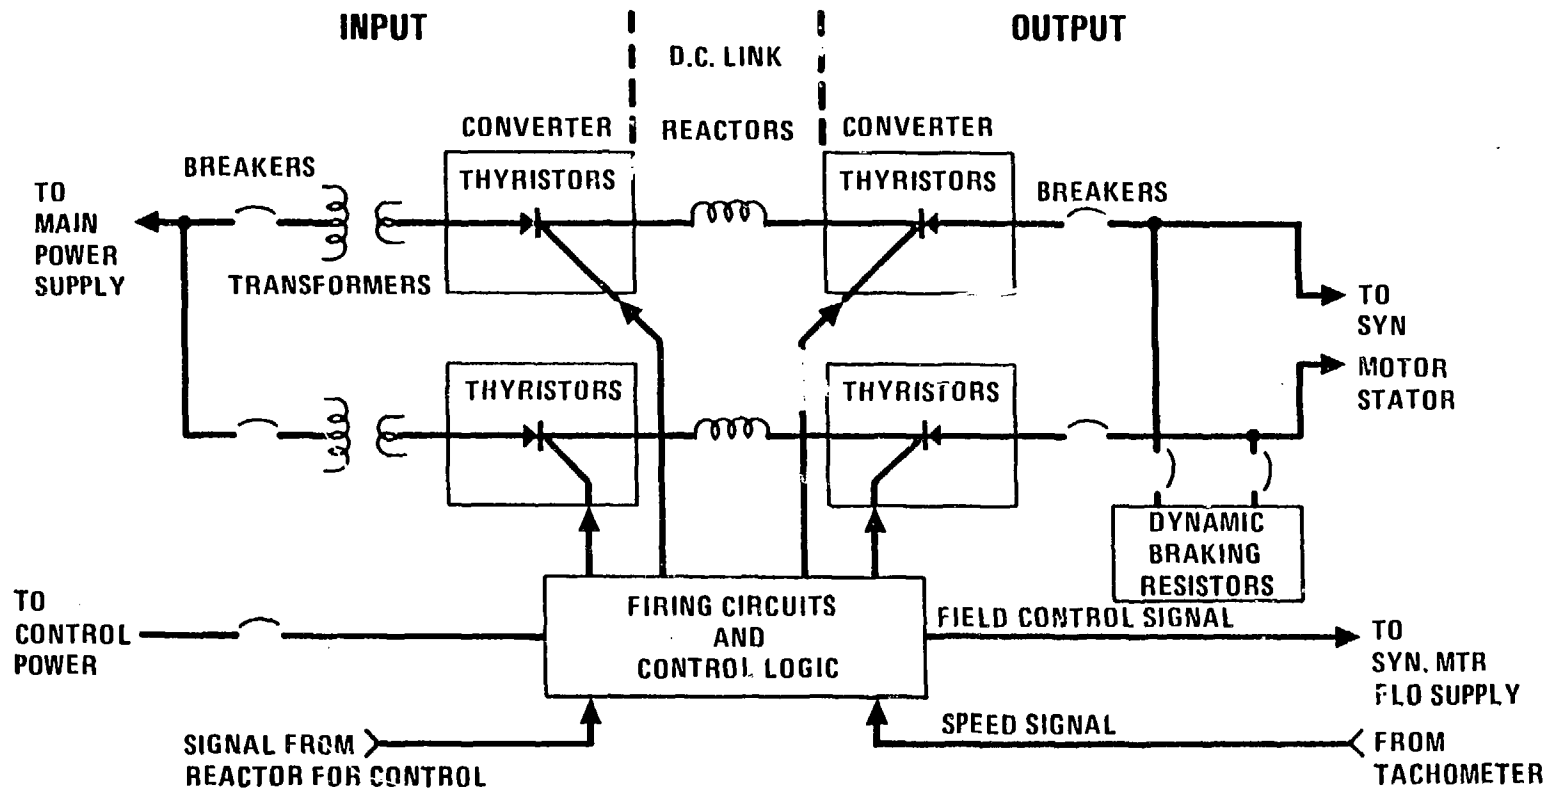 INPUT
D.C. LINK
OUTPUT
CONVERTER
REACTORS
CONVERTER
BREAKERS
THYRISTORS
THYRISTORS
BREAKERS
TO
MAIN
POWER
SUPPLY
TRANSFORMERS
TO
SYN
MOTOR
STATOR
THYRISTORS
THYRISTORS
DYNAMIC
BRAKING
RESISTORS
TO
CONTROL
POWER
FIRING CIRCUITS
AND
CONTROL LOGIC
FIELD CONTROL SIGNAL
TO
SYN. MTR
FLO SUPPLY
SIGNAL FROM
REACTOR FOR CONTROL
SPEED SIGNAL
FROM
TACHOMETER